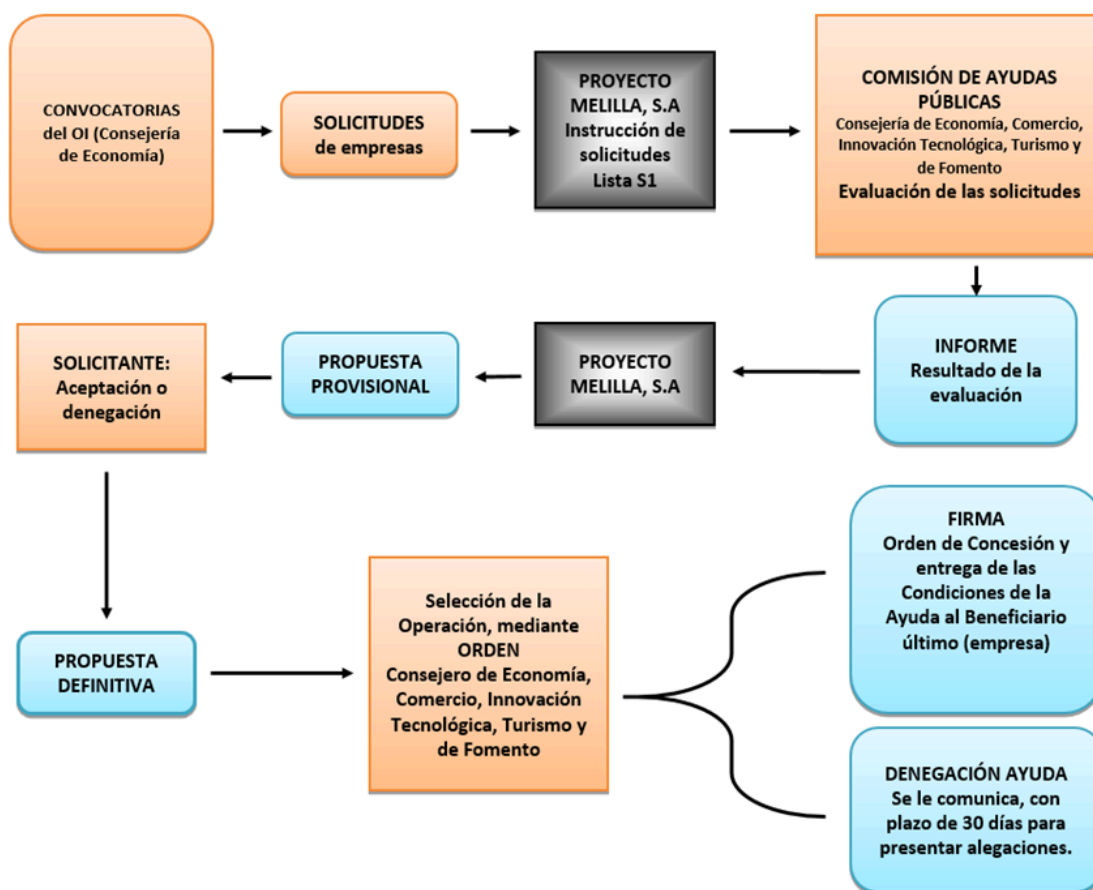 CONVOCATORIAS
del OI (Consejería
de Economía)
SOLICITUDES
de empresas
PROYECTO
MELILLA, S.A
Instrucción de
solicitudes
Lista S1
COMISIÓN DE AYUDAS
PÚBLICAS
Consejería de Economía, Comercio,
Innovación Tecnológica, Turismo y
de Fomento
Evaluación de las solicitudes
INFORME
Resultado de la
evaluación
PROYECTO
MELILLA, S.A
PROPUESTA
PROVISIONAL
SOLICITANTE:
Aceptación o
denegación
PROPUESTA
DEFINITIVA
Selección de la
Operación, mediante
ORDEN
Consejero de Economía,
Comercio, Innovación
Tecnológica, Turismo y
de Fomento
FIRMA
Orden de Concesión y
entrega de las
Condiciones de la
Ayuda al Beneficiario
último (empresa)
DENEGACIÓN AYUDA
Se le comunica, con
plazo de 30 días para
presentar alegaciones.